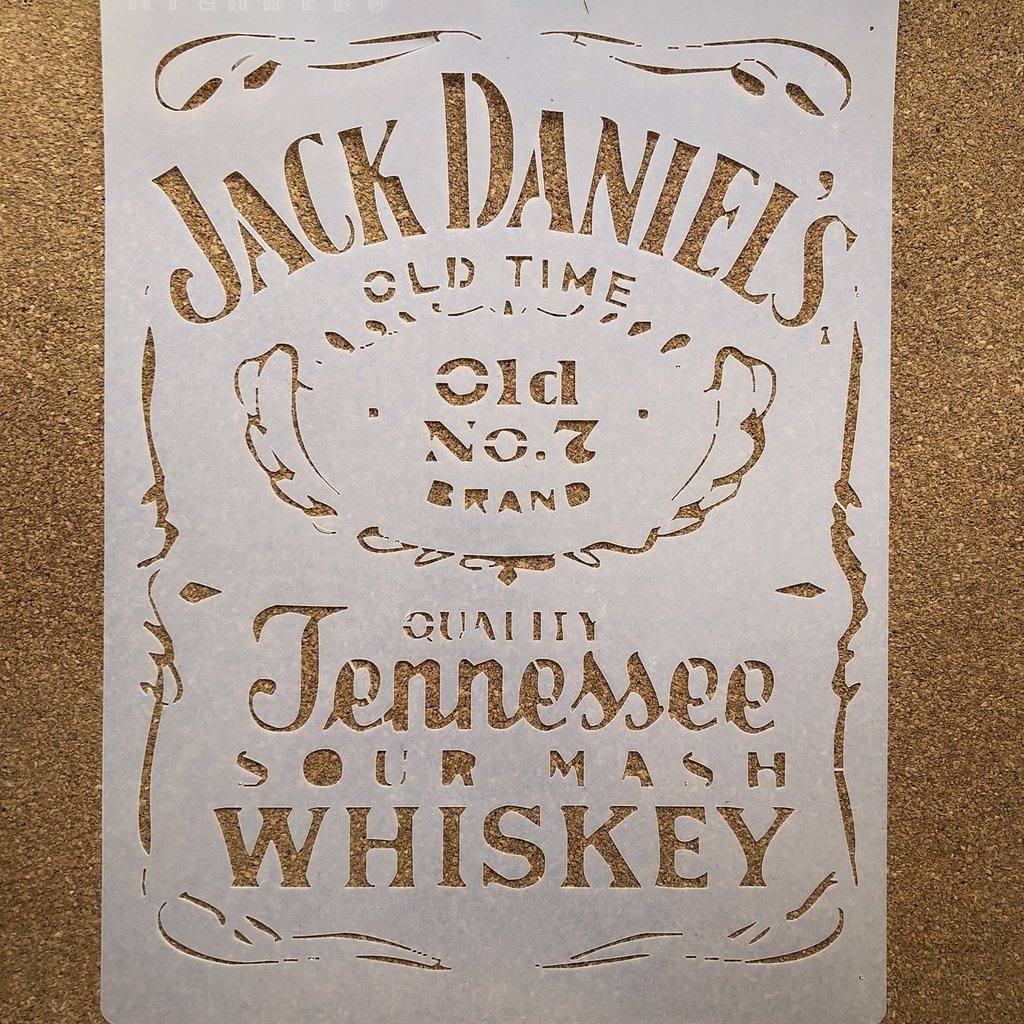 JACK DANIEL'S
OLD TIME
Old
No.7
BRAND
QUALITY
Tennessee
SOUR MASH
WHISKEY